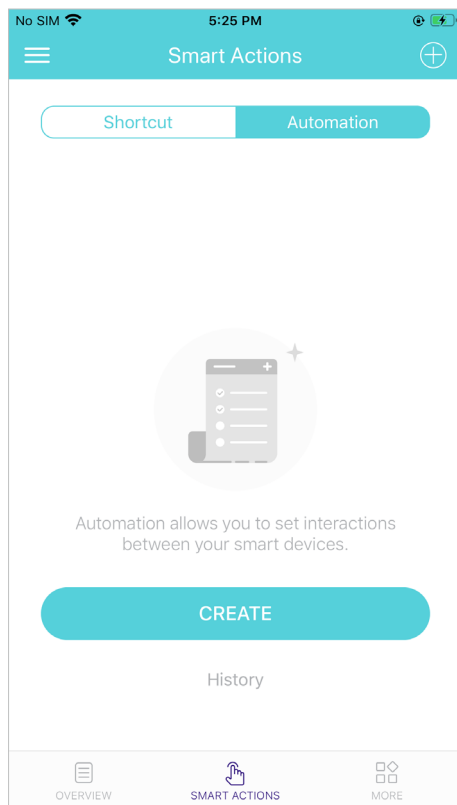 No SIM 5:25 PM
Smart Actions
Shortcut Automation
Automation allows you to set interactions
between your smart devices.
CREATE
History
OVERVIEW SMART ACTIONS MORE